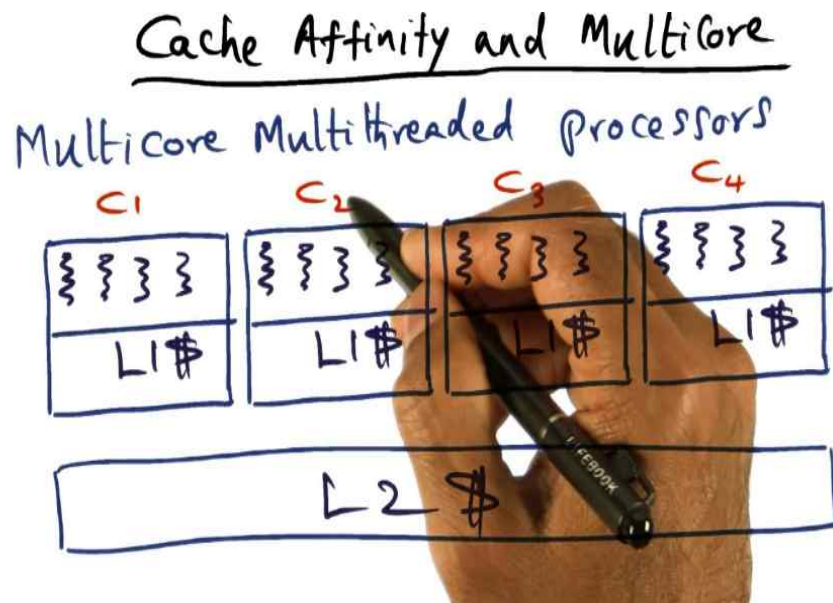 Cache Affinity and Multicore
Multicore Multithreaded Processors
C1 C2 C3 C4
L1$ L1$ L1$ L1$
L2 $
LIFEBOOK